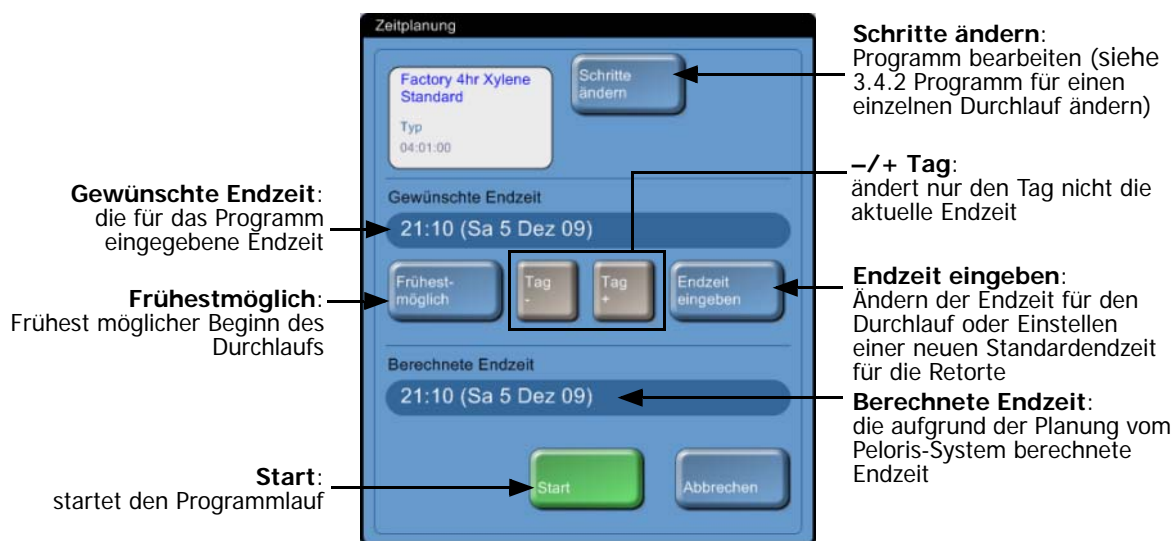 Zeitplanung
Factory 4hr Xylene
Standard
Typ
04:01:00
Schritte
ändern
Schritte ändern:
Programm bearbeiten (siehe
3.4.2 Programm für einen
einzelnen Durchlauf ändern)
Gewünschte Endzeit:
die für das Programm
eingegebene Endzeit
Gewünschte Endzeit
21:10 (Sa 5 Dez 09)
–/+ Tag:
ändert nur den Tag nicht die
aktuelle Endzeit
Frühestmöglich:
Frühest möglicher Beginn des
Durchlaufs
Frühest-
möglich
Tag
-
Tag
+
Endzeit
eingeben
Endzeit eingeben:
Ändern der Endzeit für den
Durchlauf oder Einstellen
einer neuen Standardendzeit
für die Retorte
Berechnete Endzeit
21:10 (Sa 5 Dez 09)
Berechnete Endzeit:
die aufgrund der Planung vom
Peloris-System berechnete
Endzeit
Start:
startet den Programmlauf
Start
Abbrechen